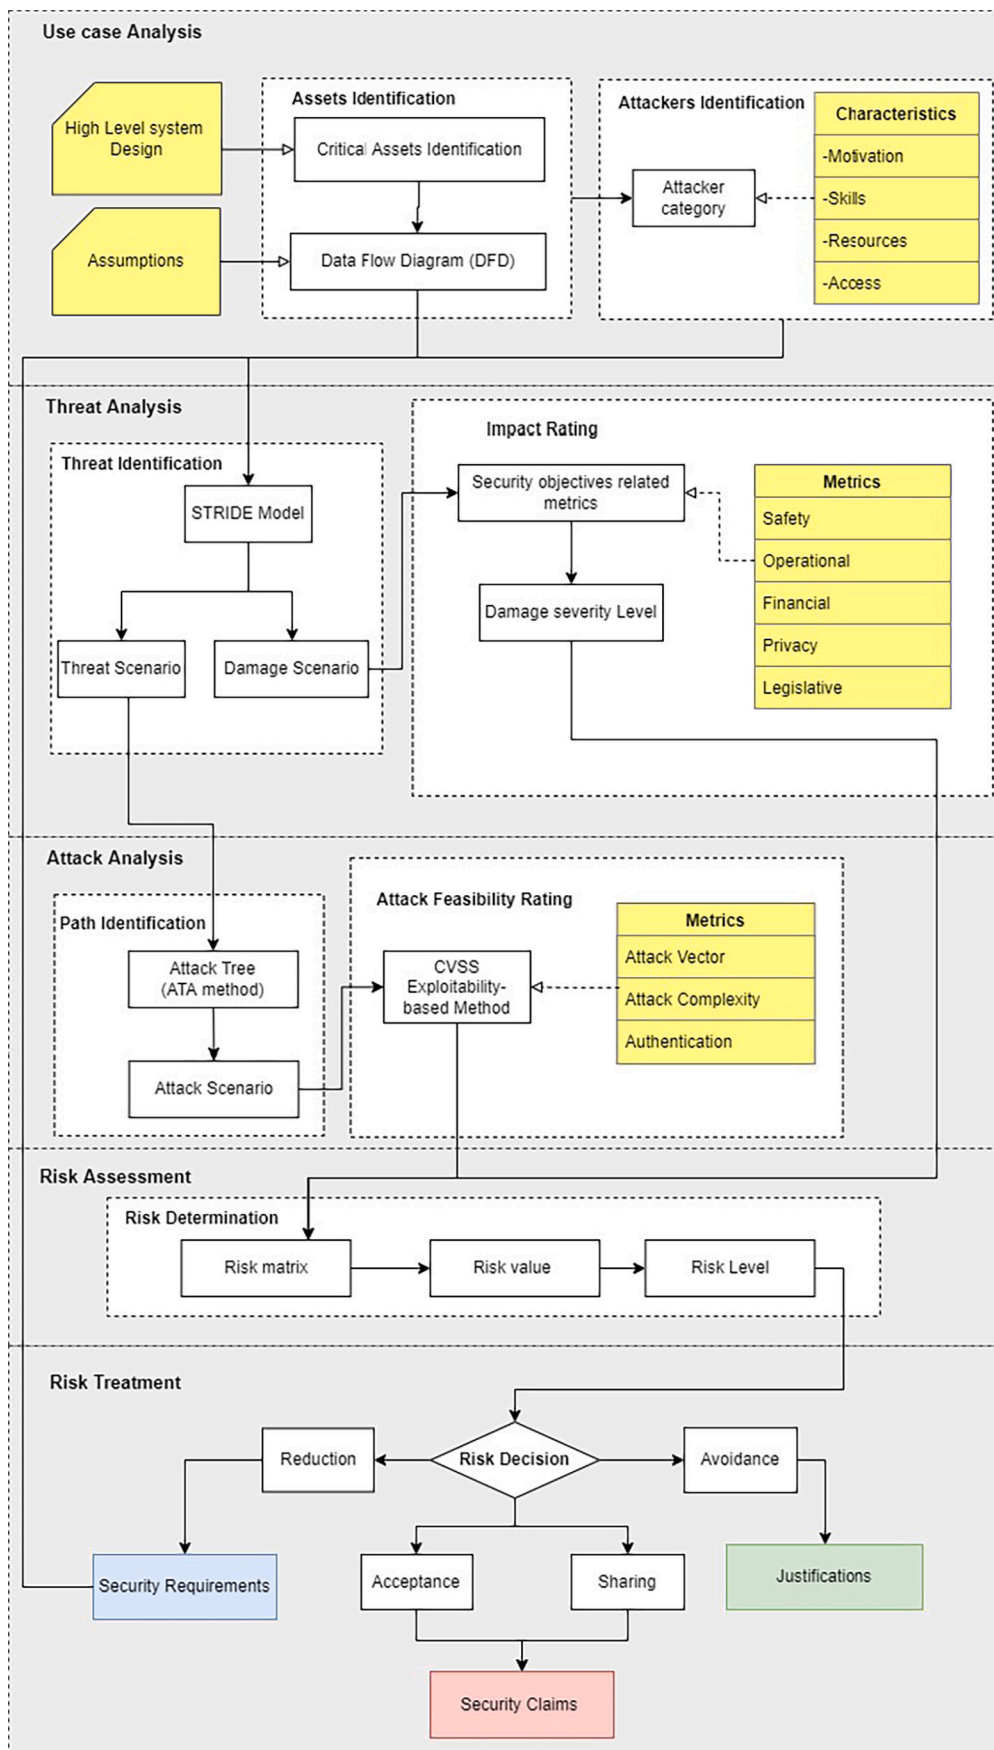 Use case Analysis
High Level system
Design
Assumptions
Assets Identification
Critical Assets Identification
Data Flow Diagram (DFD)
Attackers Identification
Attacker
category
Characteristics
-Motivation
-Skills
-Resources
-Access
Threat Analysis
Threat Identification
STRIDE Model
Threat Scenario
Damage Scenario
Impact Rating
Security objectives related
metrics
Damage severity Level
Metrics
Safety
Operational
Financial
Privacy
Legislative
Attack Analysis
Path Identification
Attack Tree
(ATA method)
Attack Scenario
Attack Feasibility Rating
CVSS
Exploitability-
based Method
Metrics
Attack Vector
Attack Complexity
Authentication
Risk Assessment
Risk Determination
Risk matrix
Risk value
Risk Level
Risk Treatment
Reduction
Risk Decision
Avoidance
Security Requirements
Acceptance
Sharing
Justifications
Security Claims